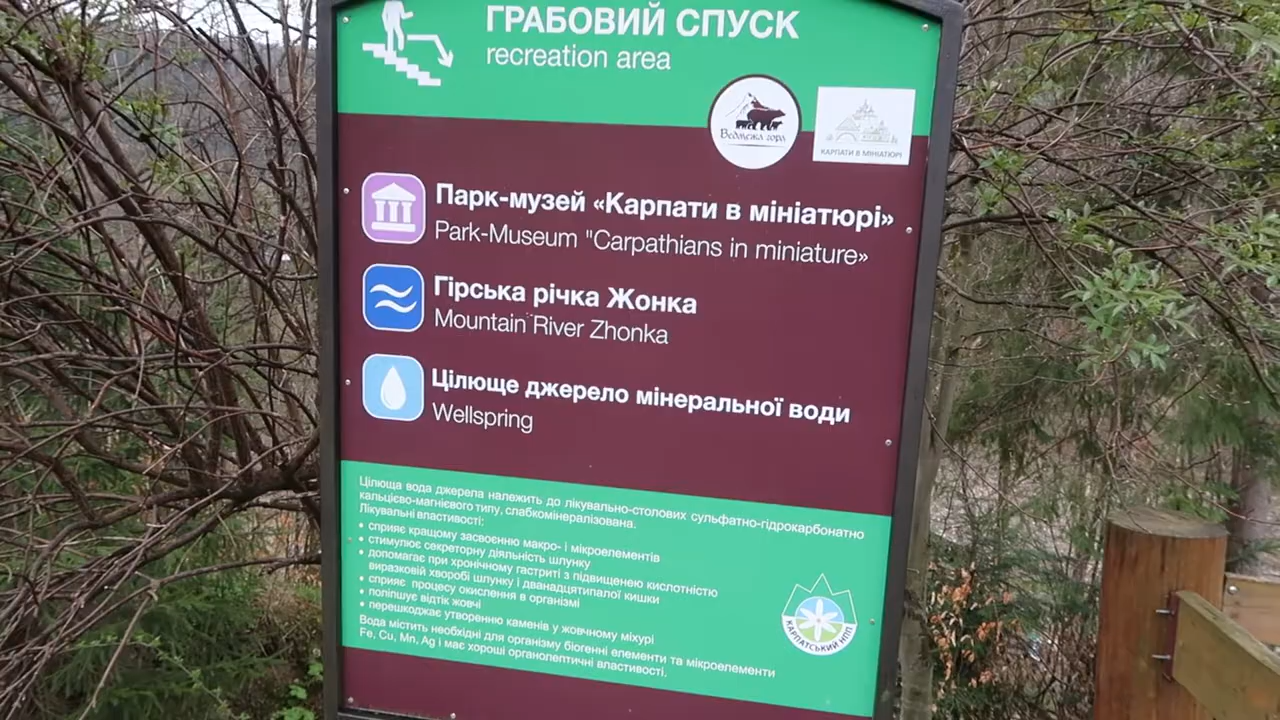 ГРАБОВИЙ СПУСК
recreation area
Ведмежа гора
КАРПАТИ В МІНІАТЮРІ
Парк-музей «Карпати в мініатюрі»
Park-Museum "Carpathians in miniature»
Гірська річка Жонка
Mountain River Zhonka
Цілюще джерело мінеральної води
Wellspring
Цілюща вода джерела належить до лікувально-столових сульфатно-гідрокарбонатно
кальцієво-магнієвого типу, слабкомінералізована.
Лікувальні властивості:
• сприяє кращому засвоєнню макро- і мікроелементів
• стимулює секреторну діяльність шлунку
• допомагає при хронічному гастриті з підвищеною кислотністю
виразковій хворобі шлунку і дванадцятипалої кишки
• сприяє процесу окислення в організмі
• поліпшує відтік жовчі
• перешкоджає утворенню каменів у жовчному міхурі
Вода містить необхідні для організму біогенні елементи та мікроелементи
Fe, Cu, Mn, Ag і має хороші органолептичні властивості.
КАРПАТСЬКИЙ НПП